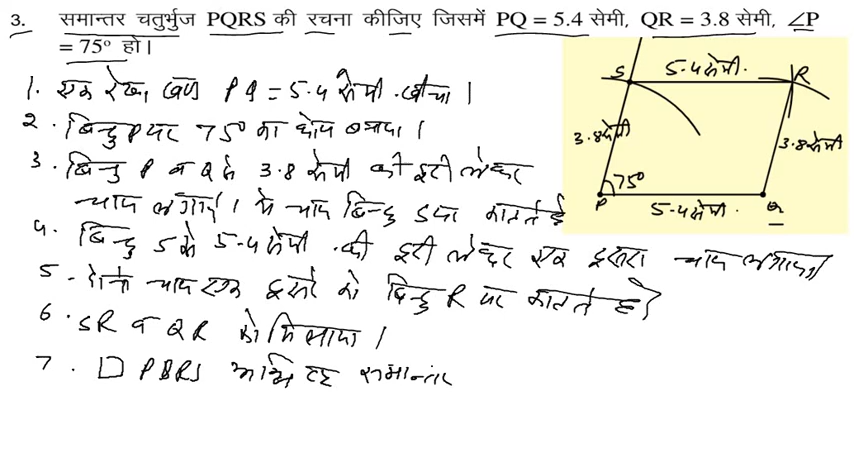 3. समान्तर चतुर्भुज PQRS की रचना कीजिए जिसमें PQ = 5.4 सेमी, QR = 3.8 सेमी, ∠P
= 75° हो।
1. एक रेखा खण्ड PQ = 5.4 सेमी खींचा।
2. बिन्दु P पर 75° का कोण बनाया।
3. बिन्दु P व Q से 3.8 सेमी की दूरी लेकर
चाप लगाये। ये चाप बिन्दु S पर काटते है
4. बिन्दु S से 5.4 सेमी की दूरी लेकर एक दूसरा चाप लगाया।
5. दोनो चाप एक दूसरे को बिन्दु R पर काटते है।
6. SR व QR को मिलाया।
7. □ PQRS अभिष्ट समान्तर
S 5.4 सेमी. R
3.8 सेमी 3.8 सेमी
75°
P 5.4 सेमी. Q